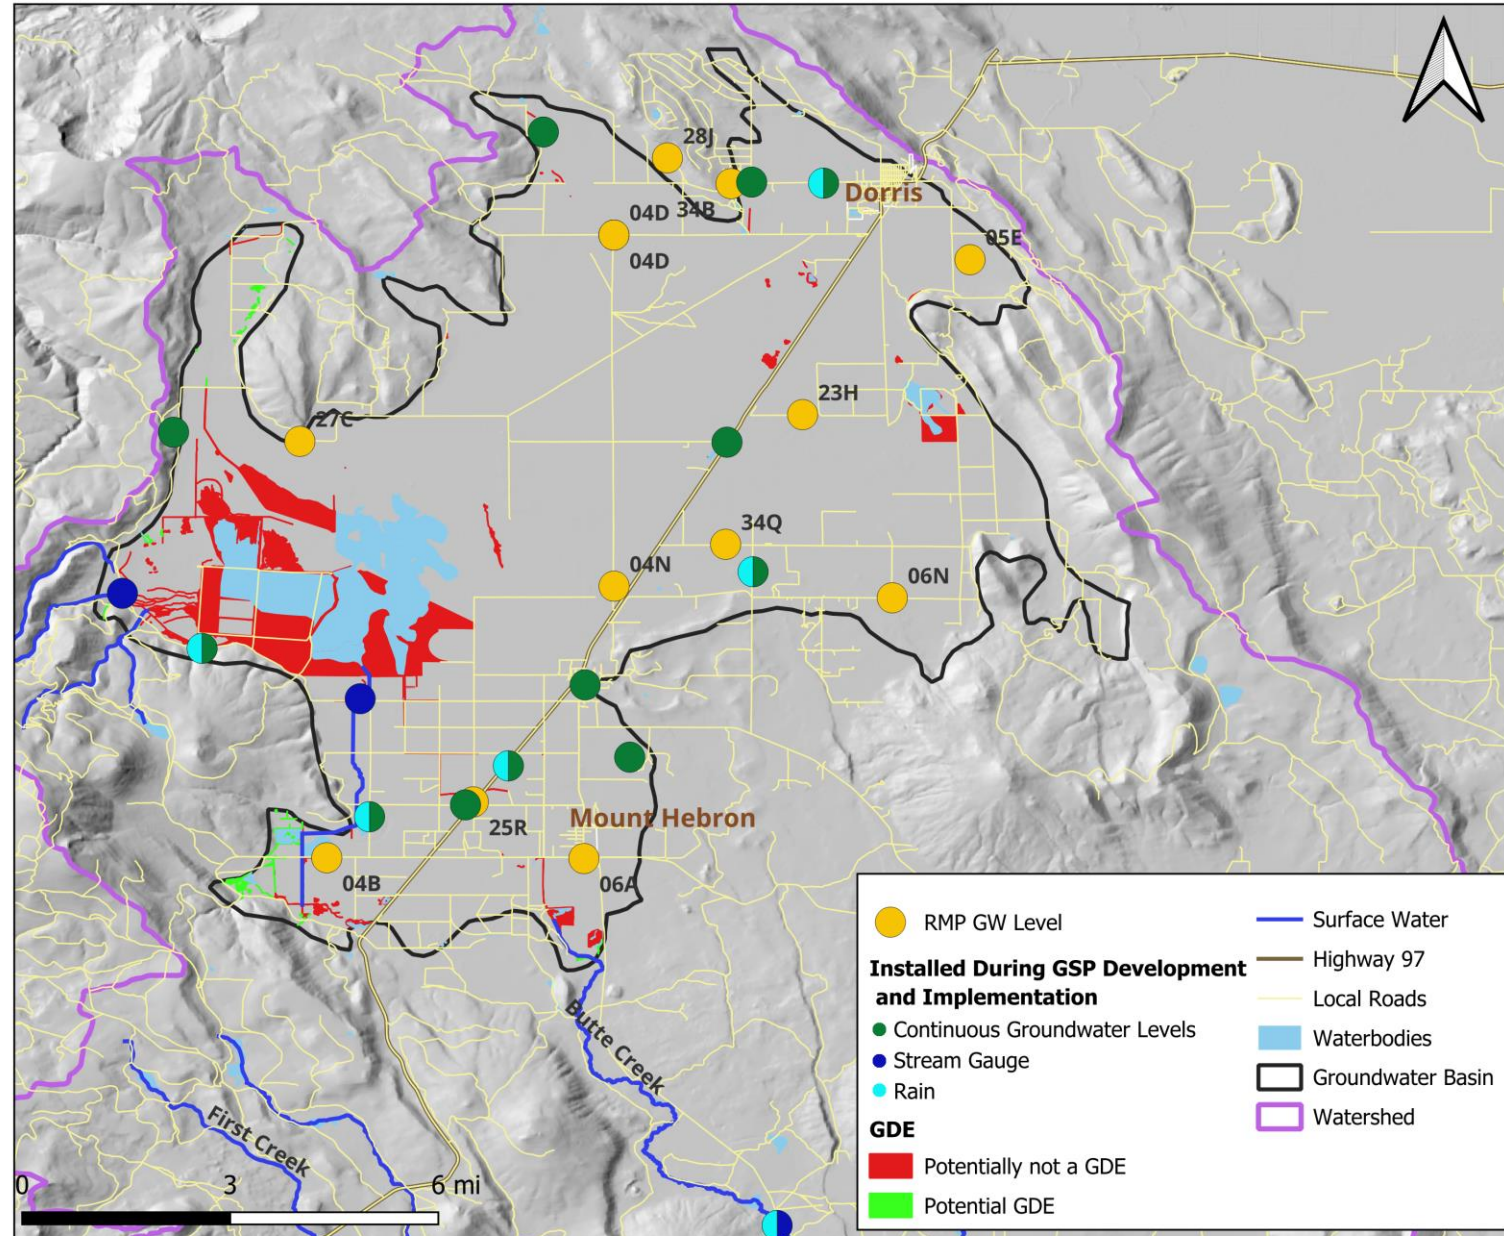 28J
34B
Dorris
04D
04D
05E
27C
23H
34Q
04N
06N
25R
Mount Hebron
04B
06A
Butte Creek
First Creek
0 3 6 mi
RMP GW Level
Installed During GSP Development
and Implementation
Continuous Groundwater Levels
Stream Gauge
Rain
GDE
Potentially not a GDE
Potential GDE
Surface Water
Highway 97
Local Roads
Waterbodies
Groundwater Basin
Watershed